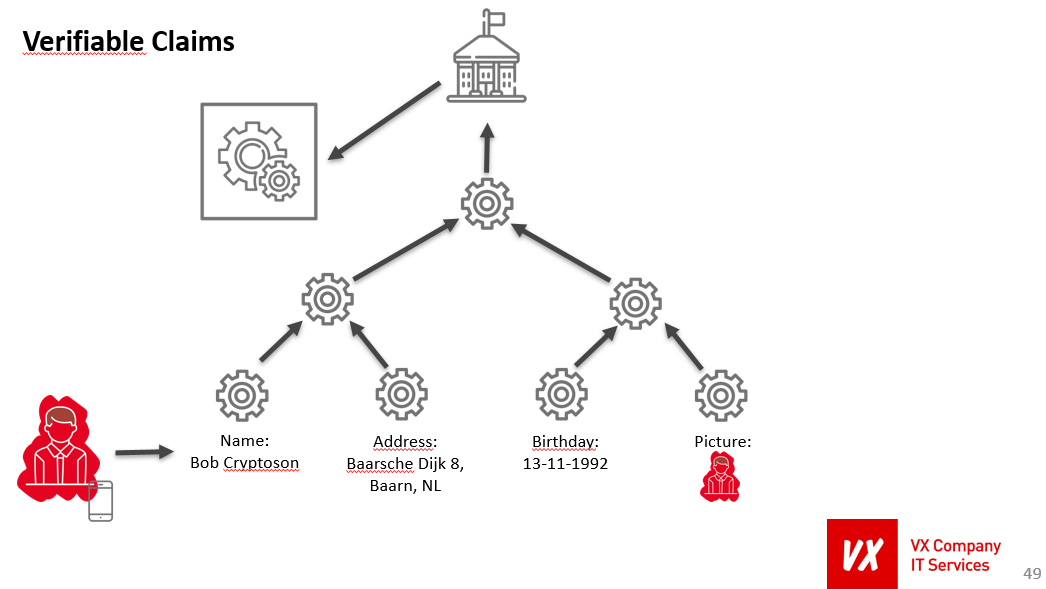 Verifiable Claims
Name:
Bob Cryptoson
Address:
Baarsche Dijk 8,
Baarn, NL
Birthday:
13-11-1992
Picture:
VX
VX Company
IT Services
49